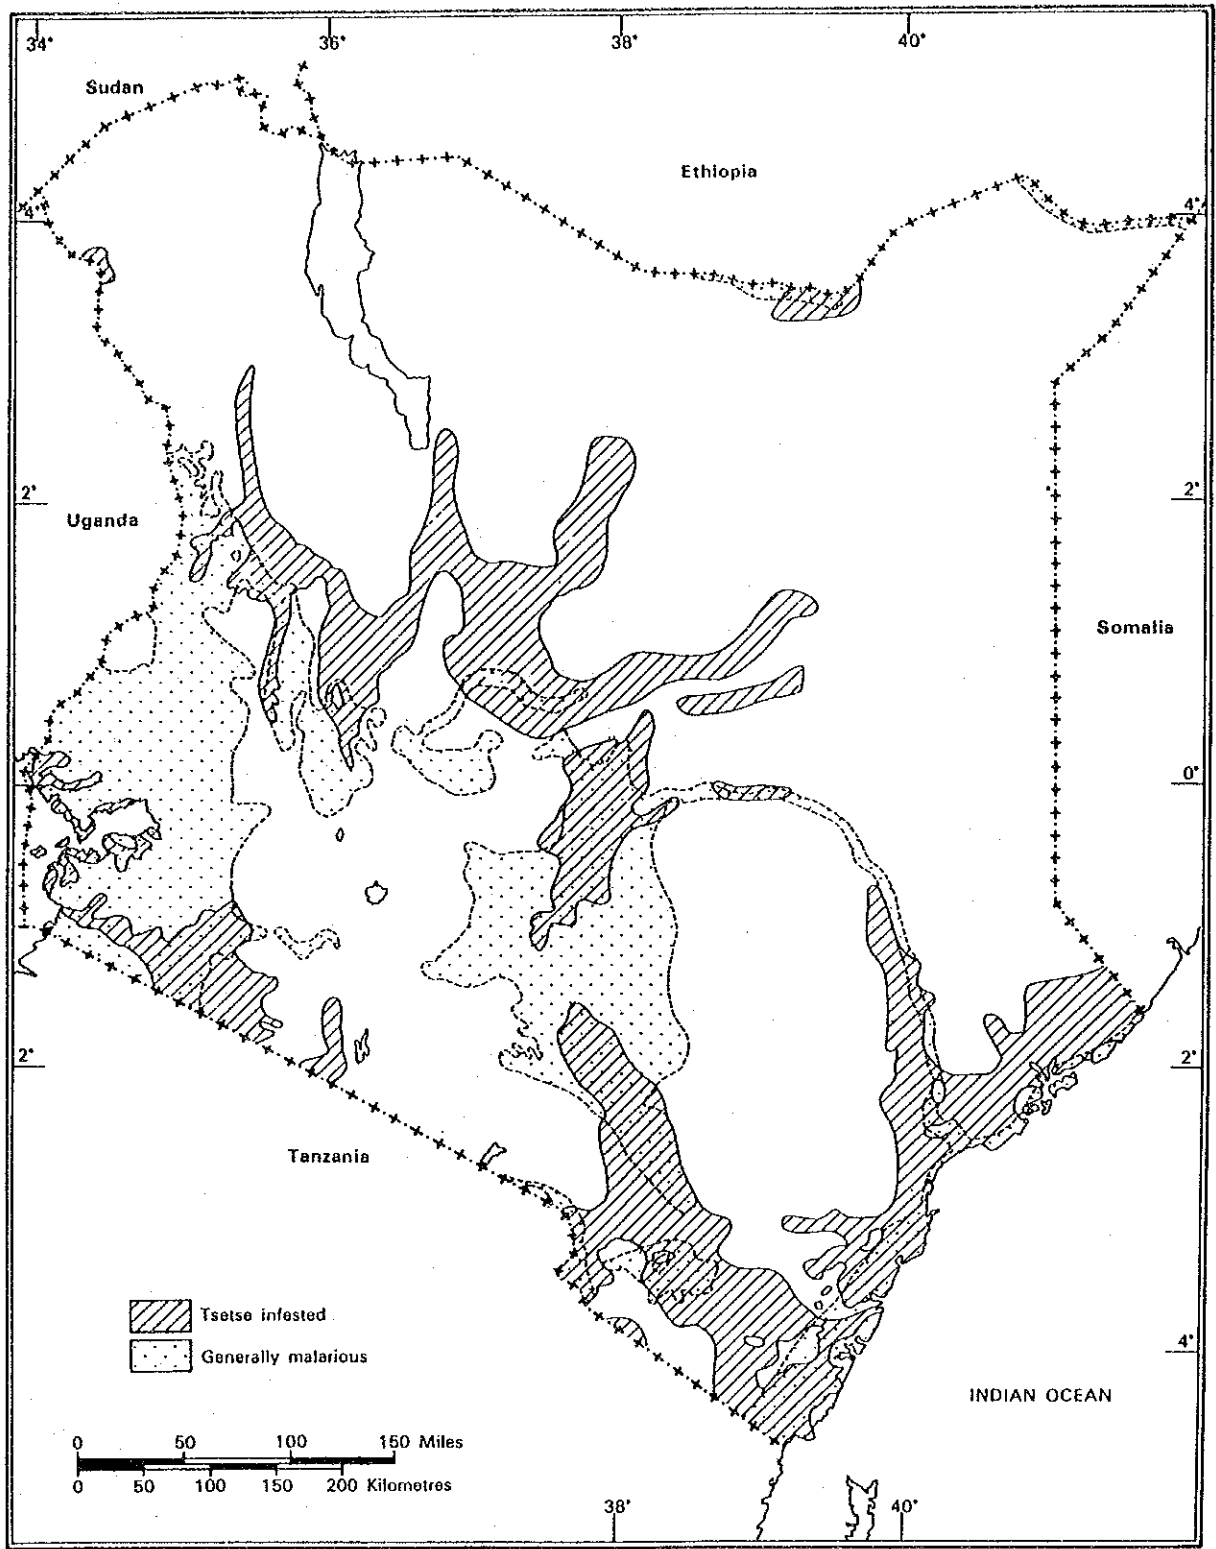 34° 36° 38° 40°
Sudan
Ethiopia
4° 4°
2° 2°
Uganda
Somalia
0°
2° 2°
Tanzania
Tsetse infested
Generally malarious
4°
INDIAN OCEAN
0 50 100 150 Miles
0 50 100 150 200 Kilometres
38° 40°